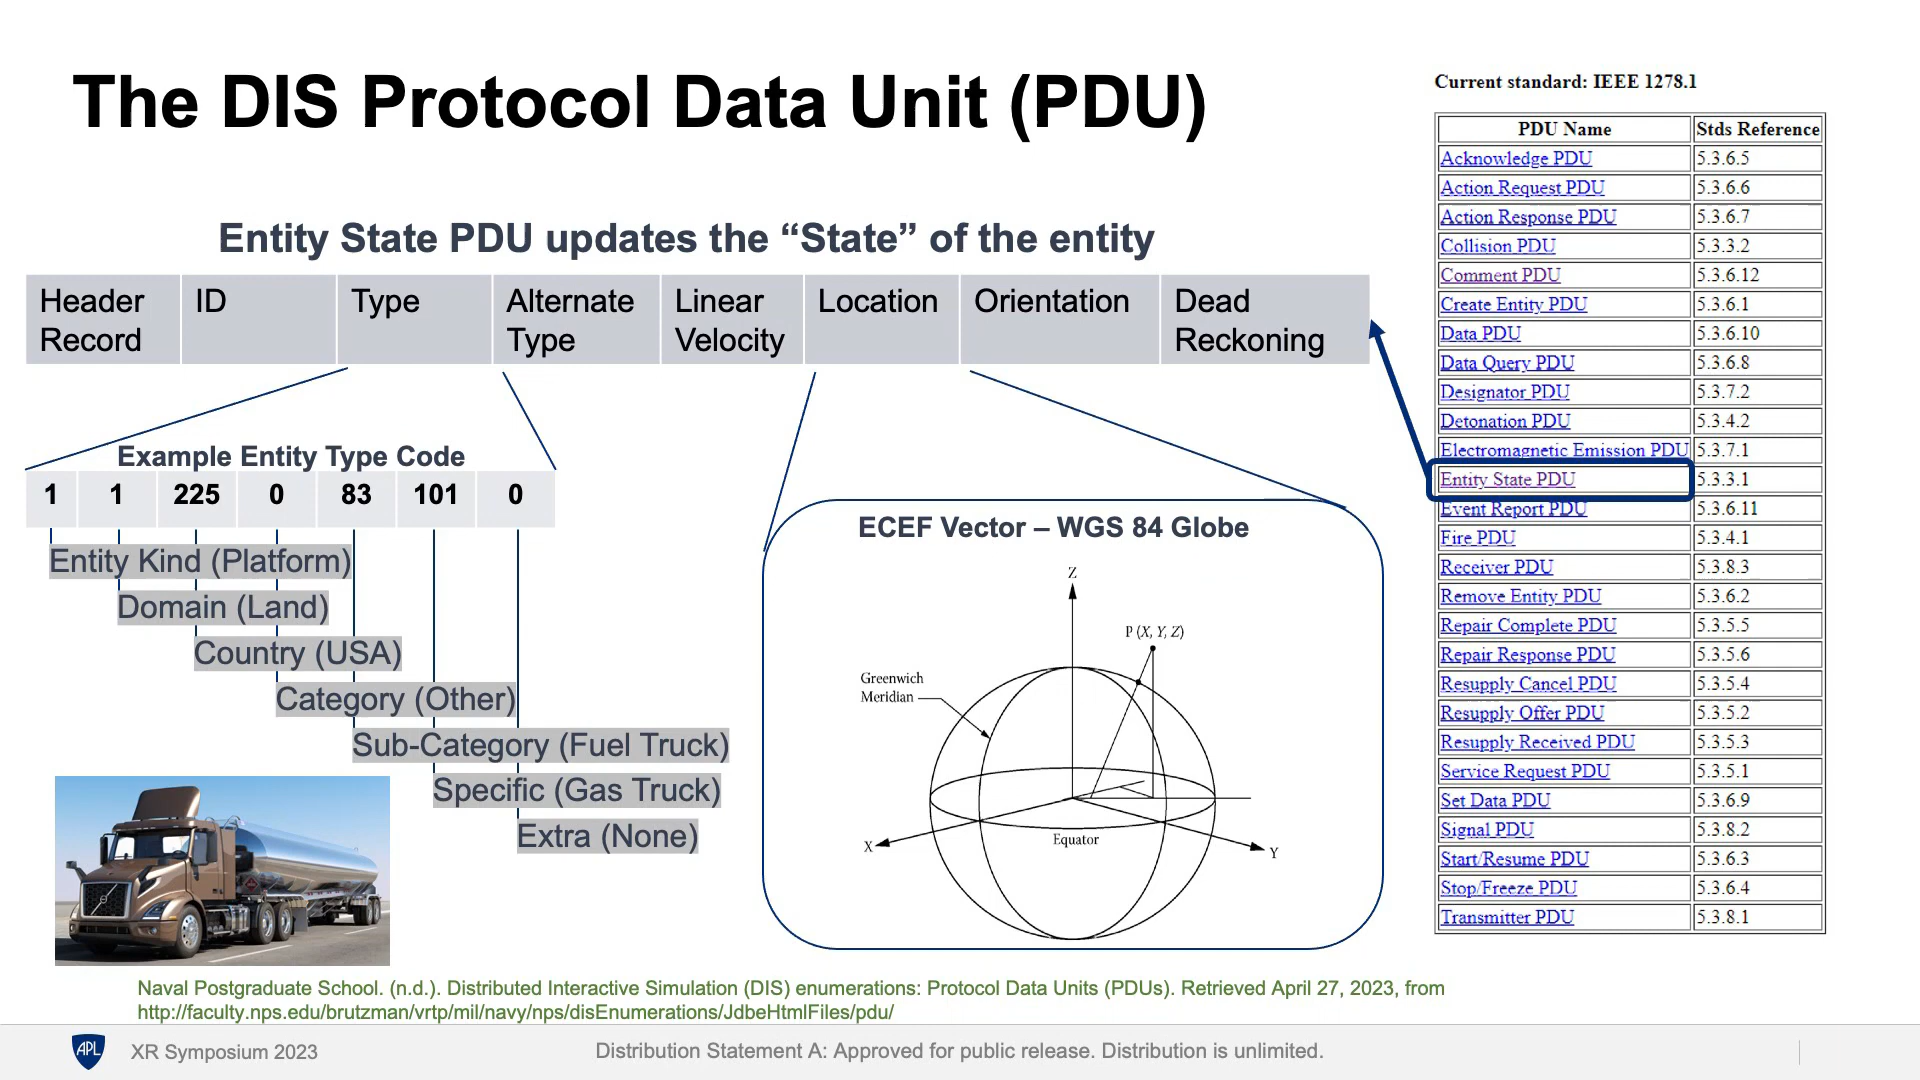 The DIS Protocol Data Unit (PDU)
Entity State PDU updates the “State” of the entity
Header Record
ID
Type
Alternate Type
Linear Velocity
Location
Orientation
Dead Reckoning
Example Entity Type Code
1 1 225 0 83 101 0
Entity Kind (Platform)
Domain (Land)
Country (USA)
Category (Other)
Sub-Category (Fuel Truck)
Specific (Gas Truck)
Extra (None)
ECEF Vector – WGS 84 Globe
Z
P (X, Y, Z)
Greenwich
Meridian
Equator
X
Y
Current standard: IEEE 1278.1
PDU Name Stds Reference
Acknowledge PDU 5.3.6.5
Action Request PDU 5.3.6.6
Action Response PDU 5.3.6.7
Collision PDU 5.3.3.2
Comment PDU 5.3.6.12
Create Entity PDU 5.3.6.1
Data PDU 5.3.6.10
Data Query PDU 5.3.6.8
Designator PDU 5.3.7.2
Detonation PDU 5.3.4.2
Electromagnetic Emission PDU 5.3.7.1
Entity State PDU 5.3.3.1
Event Report PDU 5.3.6.11
Fire PDU 5.3.4.1
Receiver PDU 5.3.8.3
Remove Entity PDU 5.3.6.2
Repair Complete PDU 5.3.5.5
Repair Response PDU 5.3.5.6
Resupply Cancel PDU 5.3.5.4
Resupply Offer PDU 5.3.5.2
Resupply Received PDU 5.3.5.3
Service Request PDU 5.3.5.1
Set Data PDU 5.3.6.9
Signal PDU 5.3.8.2
Start/Resume PDU 5.3.6.3
Stop/Freeze PDU 5.3.6.4
Transmitter PDU 5.3.8.1
Naval Postgraduate School. (n.d.). Distributed Interactive Simulation (DIS) enumerations: Protocol Data Units (PDUs). Retrieved April 27, 2023, from
http://faculty.nps.edu/brutzman/vrtp/mil/navy/nps/disEnumerations/JdbeHtmlFiles/pdu/
APL
XR Symposium 2023
Distribution Statement A: Approved for public release. Distribution is unlimited.